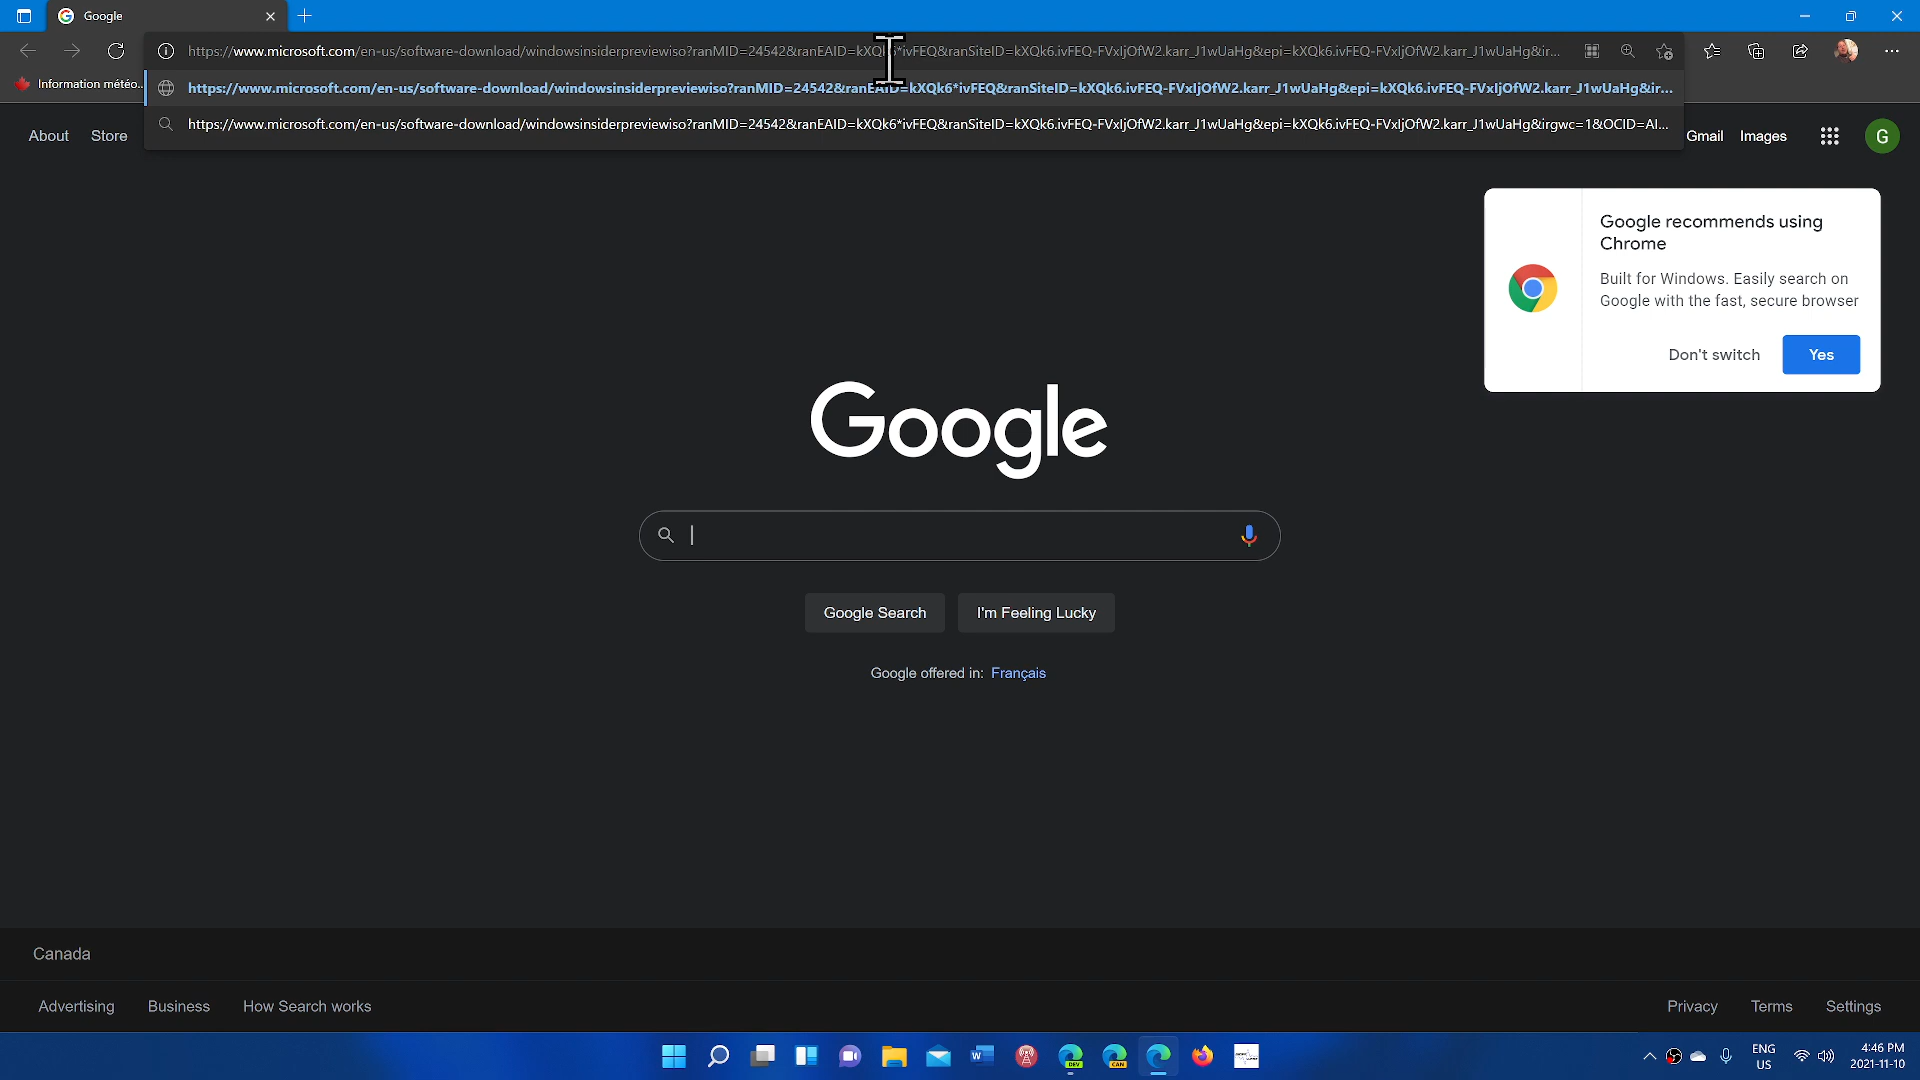 Google
https://www.microsoft.com/en-us/software-download/windowsinsiderpreviewiso?ranMID=24542&ranEAID=kXQk6*ivFEQ&ranSiteID=kXQk6.ivFEQ-FVxljOfW2.karr_J1wUaHg&epi=kXQk6.ivFEQ-FVxljOfW2.karr_J1wUaHg&ir...
Information météo...
https://www.microsoft.com/en-us/software-download/windowsinsiderpreviewiso?ranMID=24542&ranEAID=kXQk6*ivFEQ&ranSiteID=kXQk6.ivFEQ-FVxljOfW2.karr_J1wUaHg&epi=kXQk6.ivFEQ-FVxljOfW2.karr_J1wUaHg&ir...
https://www.microsoft.com/en-us/software-download/windowsinsiderpreviewiso?ranMID=24542&ranEAID=kXQk6*ivFEQ&ranSiteID=kXQk6.ivFEQ-FVxljOfW2.karr_J1wUaHg&epi=kXQk6.ivFEQ-FVxljOfW2.karr_J1wUaHg&irgwc=1&OCID=AI...
About Store Gmail Images G
Google recommends using
Chrome
Built for Windows. Easily search on
Google with the fast, secure browser
Don't switch Yes
Google
Google Search I'm Feeling Lucky
Google offered in: Français
Canada
Advertising Business How Search works Privacy Terms Settings
W DEV CAN
ENG
US
4:46 PM
2021-11-10